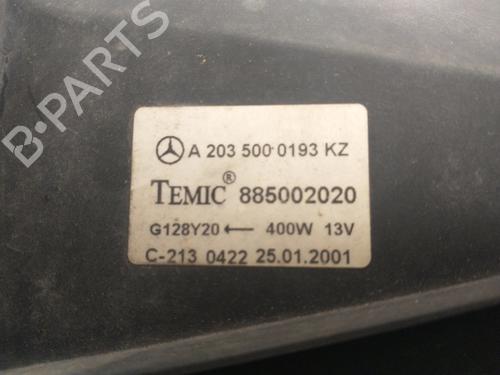 B-PARTS
A 203 500 0193 KZ
TEMIC® 885002020
G128Y20 ← 400W 13V
C-213 0422 25.01.2001